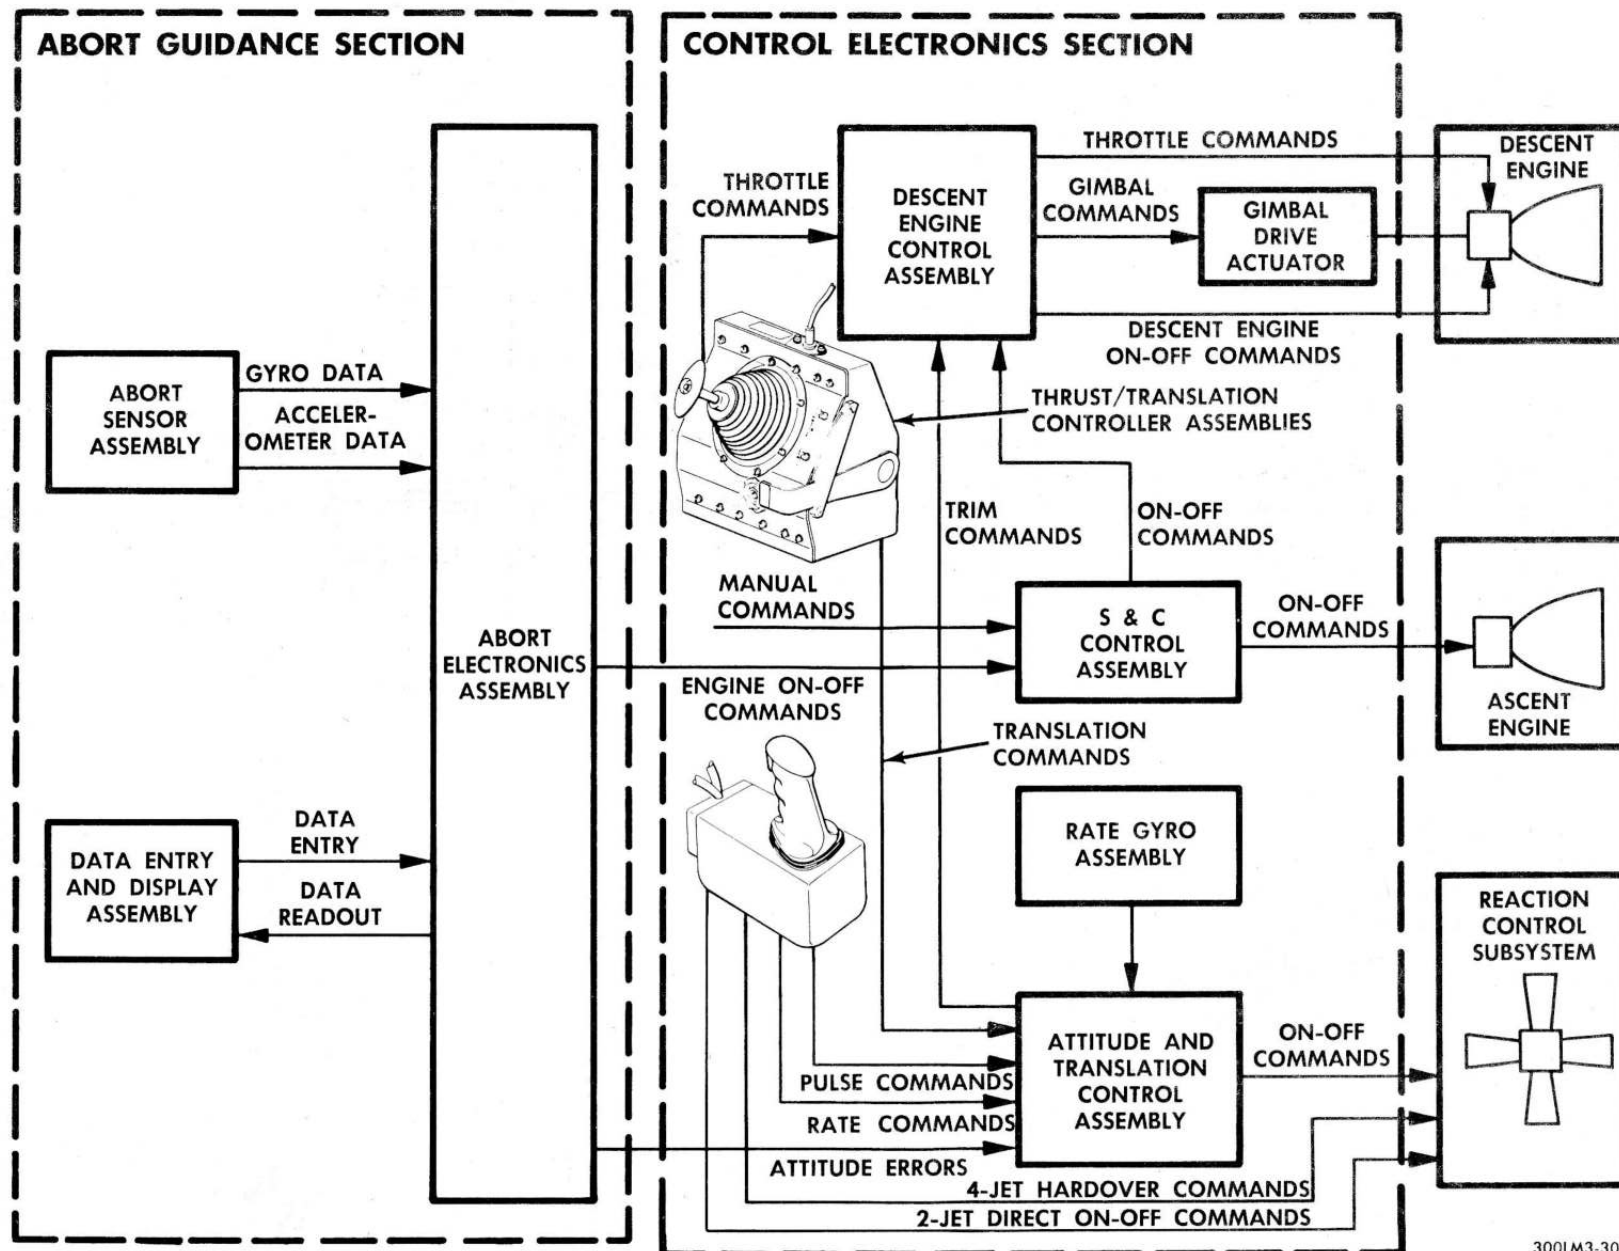 ABORT GUIDANCE SECTION
CONTROL ELECTRONICS SECTION
ABORT
SENSOR
ASSEMBLY
GYRO DATA
ACCELER-
OMETER DATA
DATA ENTRY
AND DISPLAY
ASSEMBLY
DATA
ENTRY
DATA
READOUT
ABORT
ELECTRONICS
ASSEMBLY
THROTTLE
COMMANDS
DESCENT
ENGINE
CONTROL
ASSEMBLY
THROTTLE COMMANDS
GIMBAL
COMMANDS
GIMBAL
DRIVE
ACTUATOR
DESCENT ENGINE
ON-OFF COMMANDS
DESCENT
ENGINE
THRUST/TRANSLATION
CONTROLLER ASSEMBLIES
TRIM
COMMANDS
ON-OFF
COMMANDS
MANUAL
COMMANDS
S & C
CONTROL
ASSEMBLY
ON-OFF
COMMANDS
ASCENT
ENGINE
ENGINE ON-OFF
COMMANDS
TRANSLATION
COMMANDS
RATE GYRO
ASSEMBLY
ATTITUDE AND
TRANSLATION
CONTROL
ASSEMBLY
ON-OFF
COMMANDS
REACTION
CONTROL
SUBSYSTEM
PULSE COMMANDS
RATE COMMANDS
ATTITUDE ERRORS
4-JET HARDOVER COMMANDS
2-JET DIRECT ON-OFF COMMANDS
300LM3-30